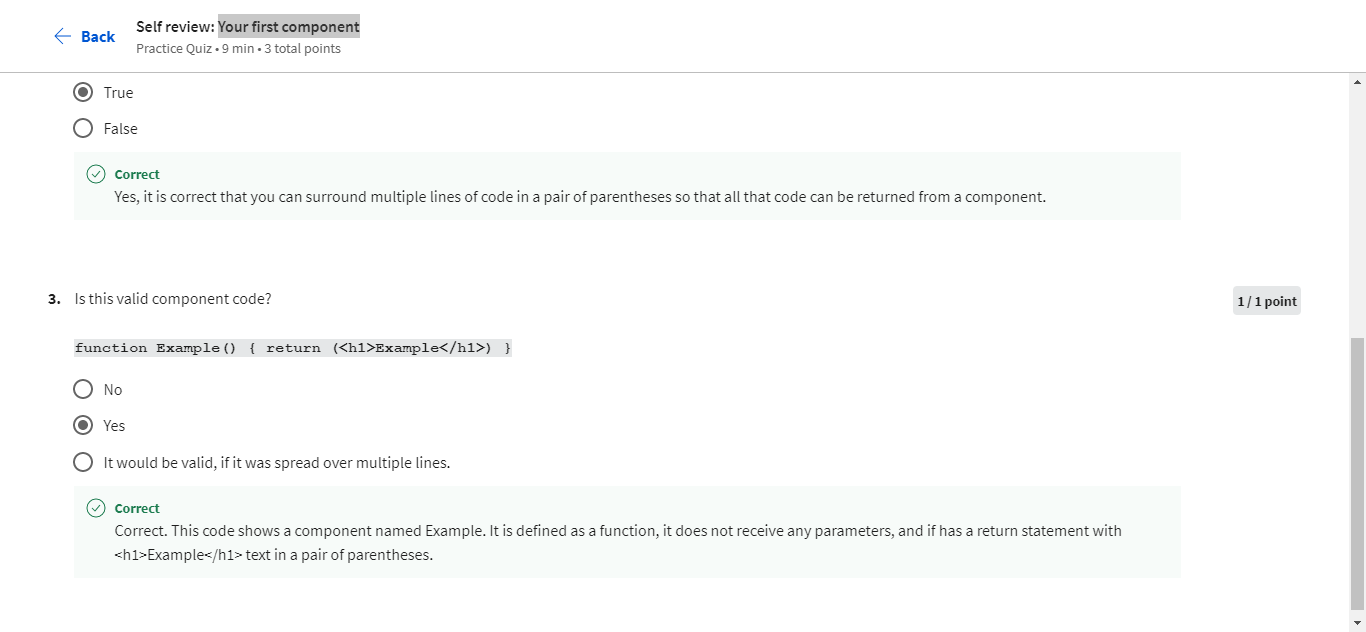 Back
Self review: Your first component
Practice Quiz • 9 min • 3 total points
True
False
Correct
Yes, it is correct that you can surround multiple lines of code in a pair of parentheses so that all that code can be returned from a component.
3. Is this valid component code?
1 / 1 point
function Example() { return (<h1>Example</h1>) }
No
Yes
It would be valid, if it was spread over multiple lines.
Correct
Correct. This code shows a component named Example. It is defined as a function, it does not receive any parameters, and if has a return statement with
<h1>Example</h1> text in a pair of parentheses.